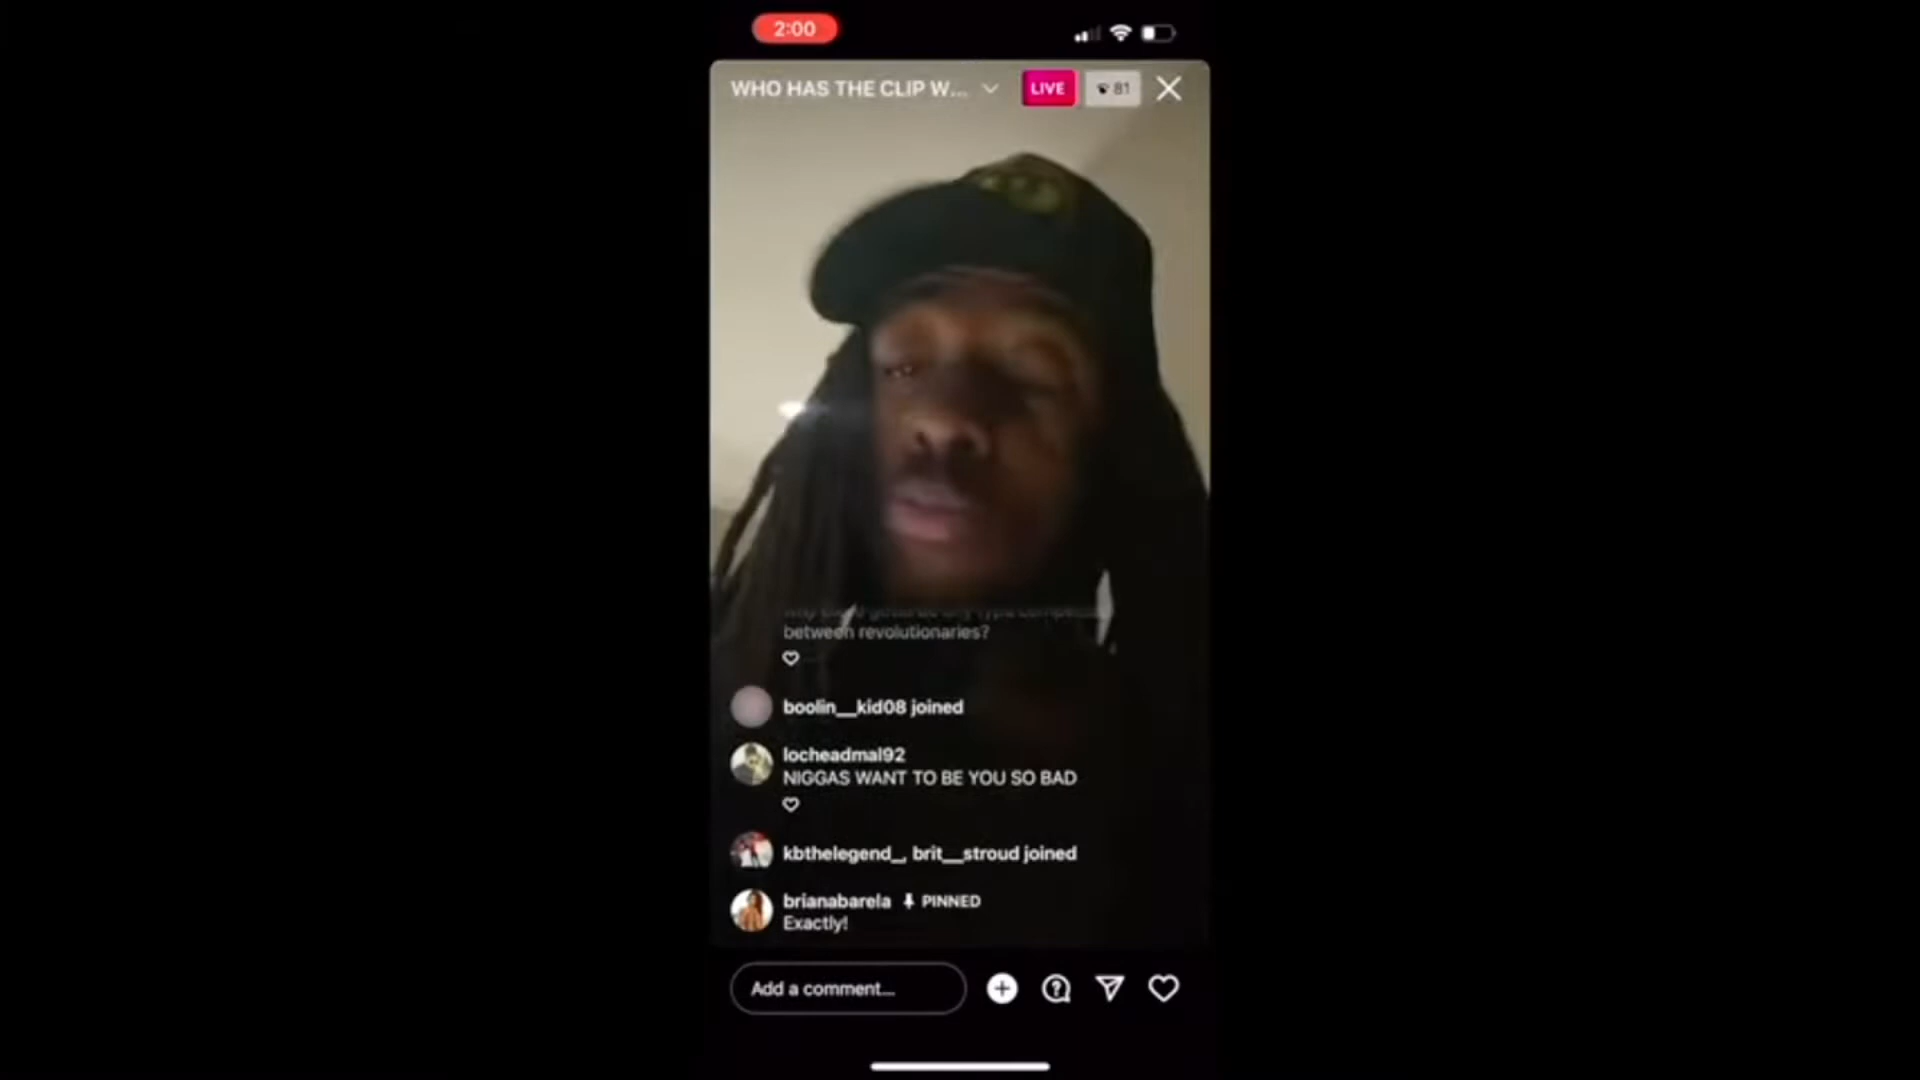 2:00
WHO HAS THE CLIP W...
LIVE
81
between revolutionaries?
boolin__kid08 joined
locheadmal92
NIGGAS WANT TO BE YOU SO BAD
kbthelegend_, brit__stroud joined
brianabarela PINNED
Exactly!
Add a comment...